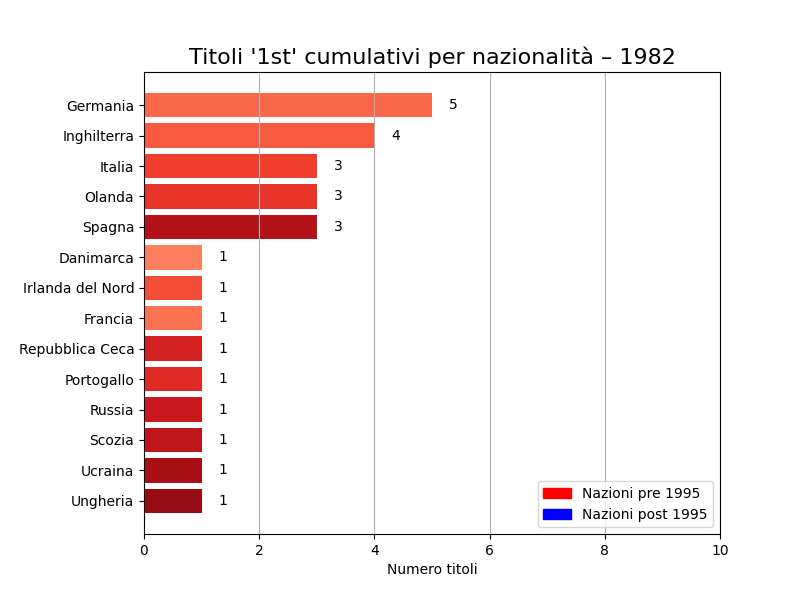 Titoli '1st' cumulativi per nazionalità – 1982
Germania 5
Inghilterra 4
Italia 3
Olanda 3
Spagna 3
Danimarca 1
Irlanda del Nord 1
Francia 1
Repubblica Ceca 1
Portogallo 1
Russia 1
Scozia 1
Ucraina 1
Ungheria 1
Nazioni pre 1995
Nazioni post 1995
0 2 4 6 8 10
Numero titoli